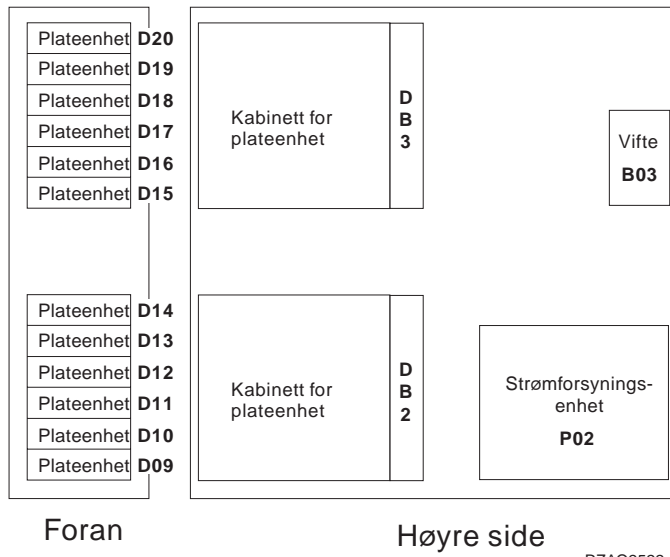 Plateenhet D20
Plateenhet D19
Plateenhet D18
Plateenhet D17
Plateenhet D16
Plateenhet D15
Kabinett for
plateenhet
D
B
3
Vifte
B03
Plateenhet D14
Plateenhet D13
Plateenhet D12
Plateenhet D11
Plateenhet D10
Plateenhet D09
Kabinett for
plateenhet
D
B
2
Strømforsynings-
enhet
P02
Foran
Høyre side